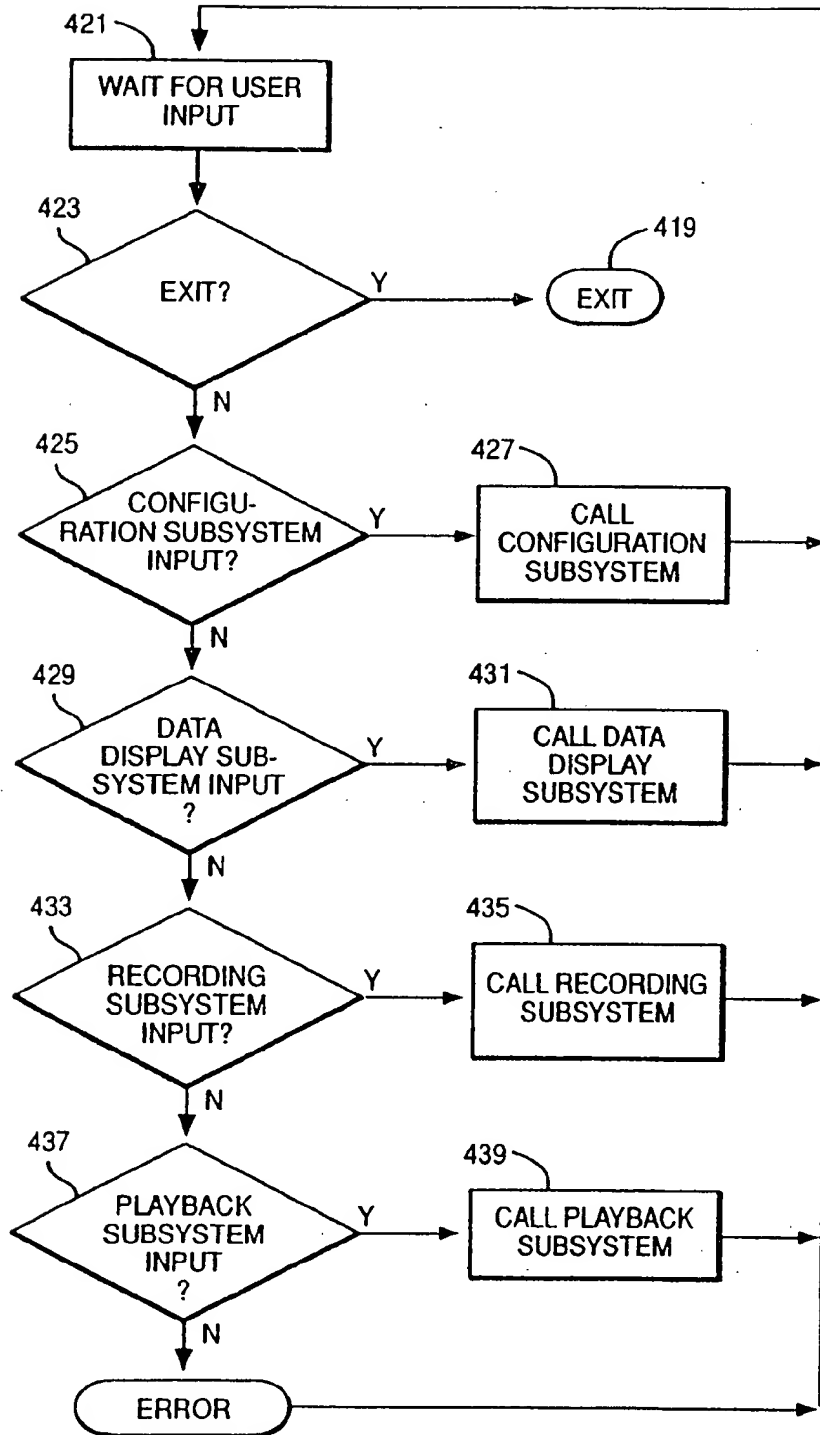 421
WAIT FOR USER
INPUT
423
EXIT?
Y
419
EXIT
N
425
CONFIGU-
RATION SUBSYSTEM
INPUT?
Y
427
CALL
CONFIGURATION
SUBSYSTEM
N
429
DATA
DISPLAY SUB-
SYSTEM INPUT
?
Y
431
CALL DATA
DISPLAY
SUBSYSTEM
N
433
RECORDING
SUBSYSTEM
INPUT?
Y
435
CALL RECORDING
SUBSYSTEM
N
437
PLAYBACK
SUBSYSTEM
INPUT
?
Y
439
CALL PLAYBACK
SUBSYSTEM
N
ERROR